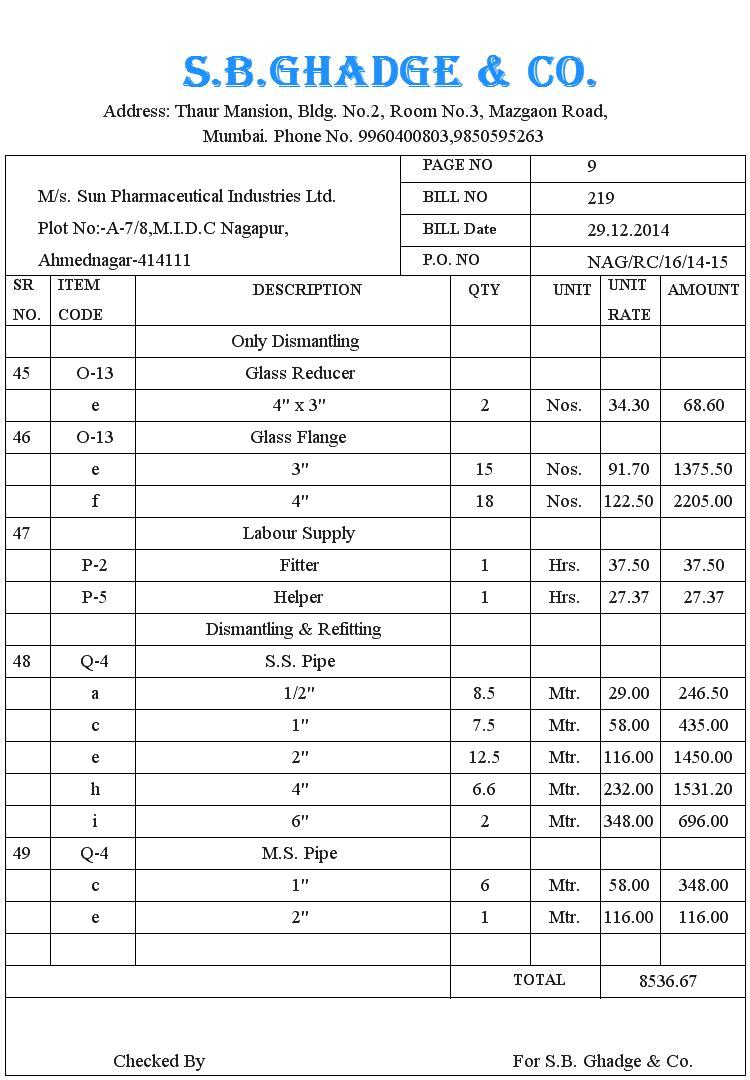 S.B.GHADGE & CO.
Address: Thaur Mansion, Bldg. No.2, Room No.3, Mazgaon Road,
Mumbai. Phone No. 9960400803,9850595263
M/s. Sun Pharmaceutical Industries Ltd.
Plot No:-A-7/8,M.I.D.C Nagapur,
Ahmednagar-414111
PAGE NO 9
BILL NO 219
BILL Date 29.12.2014
P.O. NO NAG/RC/16/14-15
SR NO. ITEM CODE DESCRIPTION QTY UNIT UNIT RATE AMOUNT
Only Dismantling
45 O-13 Glass Reducer
e 4" x 3" 2 Nos. 34.30 68.60
46 O-13 Glass Flange
e 3" 15 Nos. 91.70 1375.50
f 4" 18 Nos. 122.50 2205.00
47 Labour Supply
P-2 Fitter 1 Hrs. 37.50 37.50
P-5 Helper 1 Hrs. 27.37 27.37
Dismantling & Refitting
48 Q-4 S.S. Pipe
a 1/2" 8.5 Mtr. 29.00 246.50
c 1" 7.5 Mtr. 58.00 435.00
e 2" 12.5 Mtr. 116.00 1450.00
h 4" 6.6 Mtr. 232.00 1531.20
i 6" 2 Mtr. 348.00 696.00
49 Q-4 M.S. Pipe
c 1" 6 Mtr. 58.00 348.00
e 2" 1 Mtr. 116.00 116.00
TOTAL 8536.67
Checked By For S.B. Ghadge & Co.